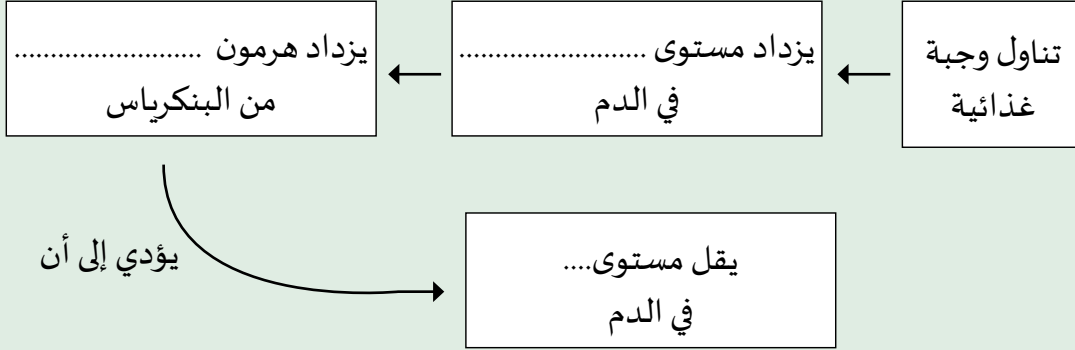 تناول وجبة
غذائية
يزداد مستوى ..........................
في الدم
يزداد هرمون ..........................
من البنكرياس
يؤدي إلى أن
يقل مستوى....
في الدم